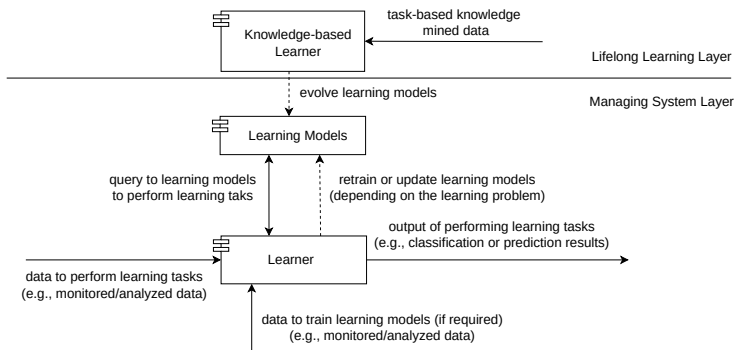 Knowledge-based
Learner
task-based knowledge
mined data
Lifelong Learning Layer
evolve learning models
Managing System Layer
Learning Models
query to learning models
to perform learning taks
retrain or update learning models
(depending on the learning problem)
output of performing learning tasks
(e.g., classification or prediction results)
Learner
data to perform learning tasks
(e.g., monitored/analyzed data)
data to train learning models (if required)
(e.g., monitored/analyzed data)